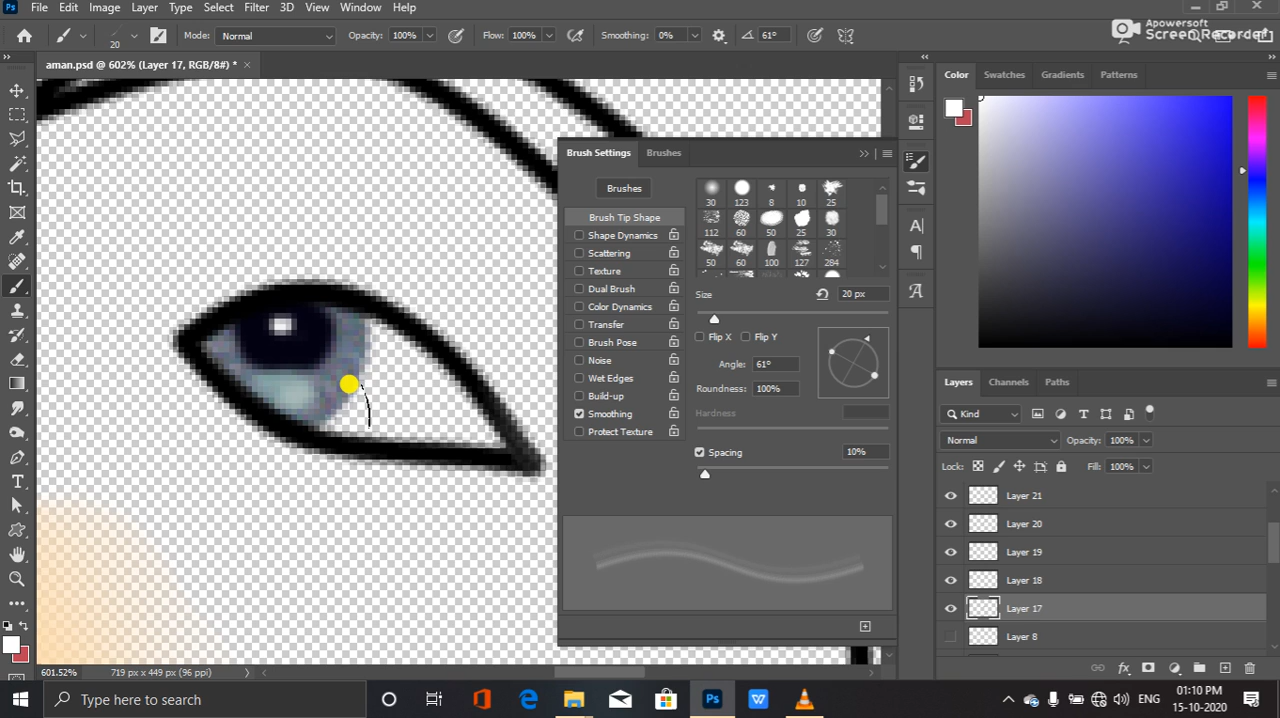 File Edit Image Layer Type Select Filter 3D View Window Help
Apowersoft
Screen Recorder
20 Mode: Normal Opacity: 100% Flow: 100% Smoothing: 0% 61°
aman.psd @ 602% (Layer 17, RGB/8#) *
Color Swatches Gradients Patterns
Brush Settings Brushes
Brushes
Brush Tip Shape
Shape Dynamics
Scattering
Texture
Dual Brush
Color Dynamics
Transfer
Brush Pose
Noise
Wet Edges
Build-up
Smoothing
Protect Texture
30 123 8 10 25
112 60 50 25 30
50 60 100 127 284
Size 20 px
Flip X Flip Y
Angle: 61°
Roundness: 100%
Hardness
Spacing 10%
Layers Channels Paths
Kind
Normal Opacity: 100%
Lock: Fill: 100%
Layer 21
Layer 20
Layer 19
Layer 18
Layer 17
Layer 8
601.52% 719 px x 449 px (96 ppi)
Type here to search
ENG
01:10 PM
15-10-2020